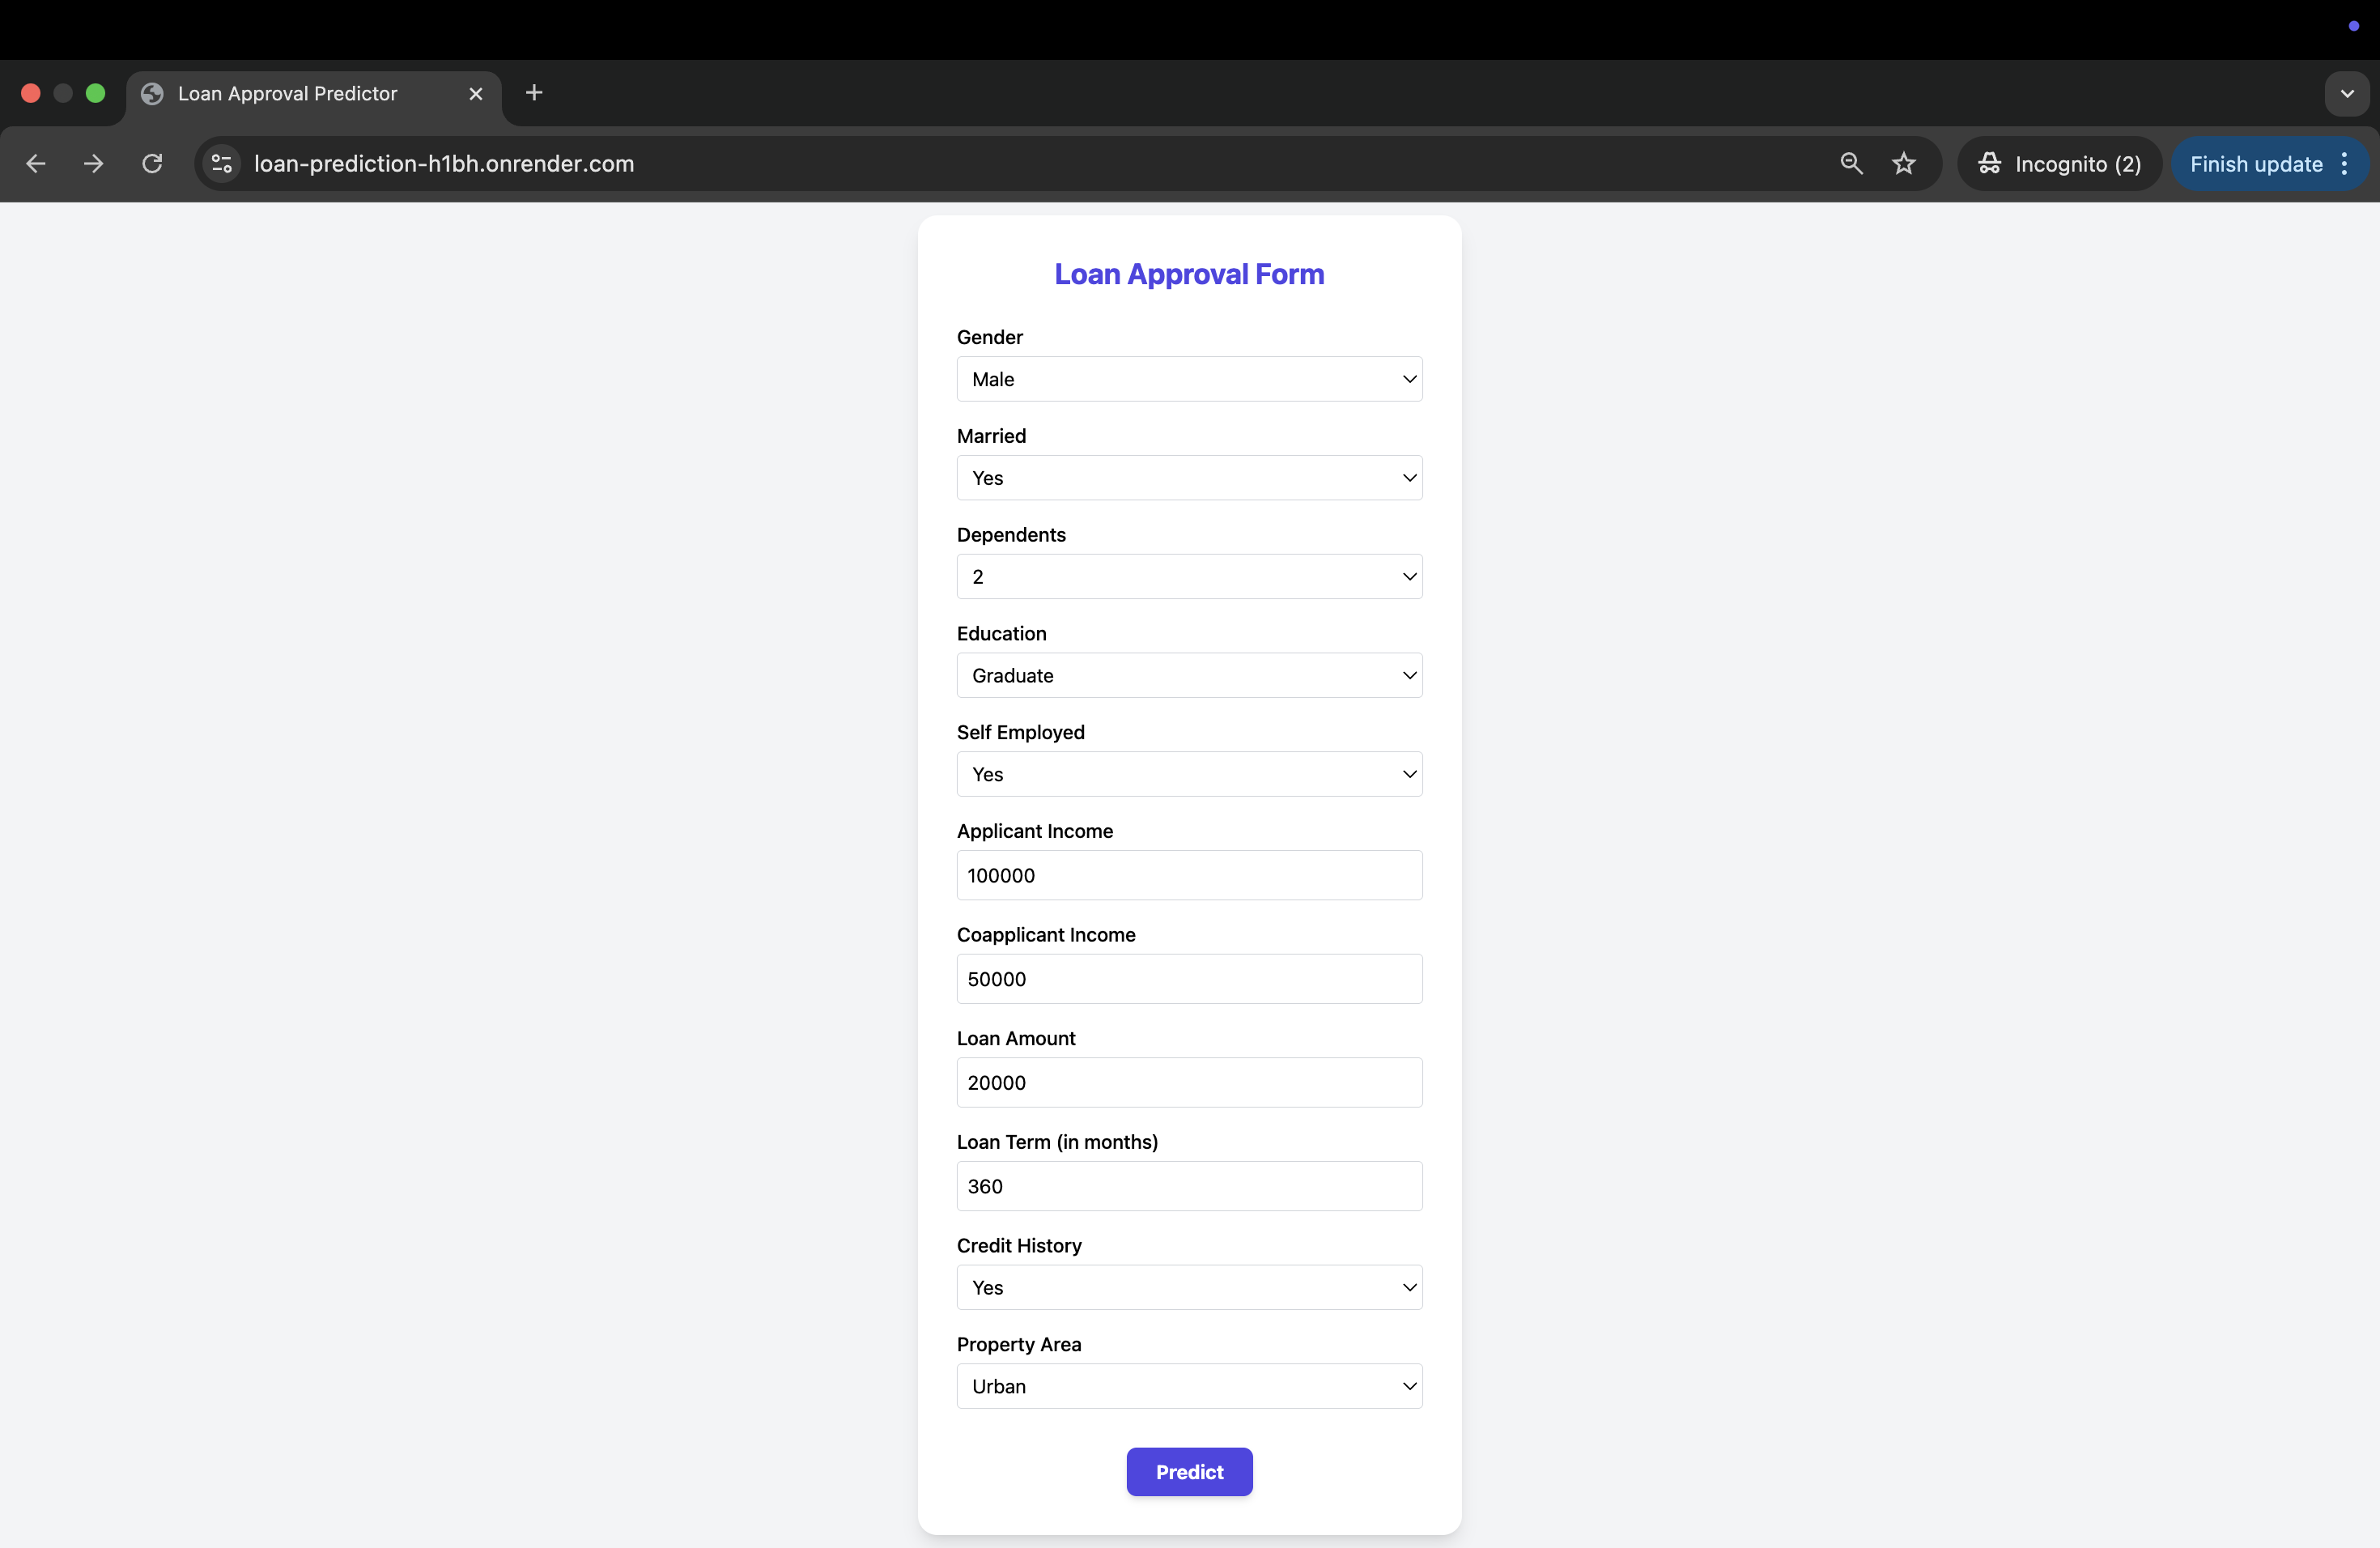 Loan Approval Predictor
loan-prediction-h1bh.onrender.com
Incognito (2)
Finish update
Loan Approval Form
Gender
Male
Married
Yes
Dependents
2
Education
Graduate
Self Employed
Yes
Applicant Income
100000
Coapplicant Income
50000
Loan Amount
20000
Loan Term (in months)
360
Credit History
Yes
Property Area
Urban
Predict